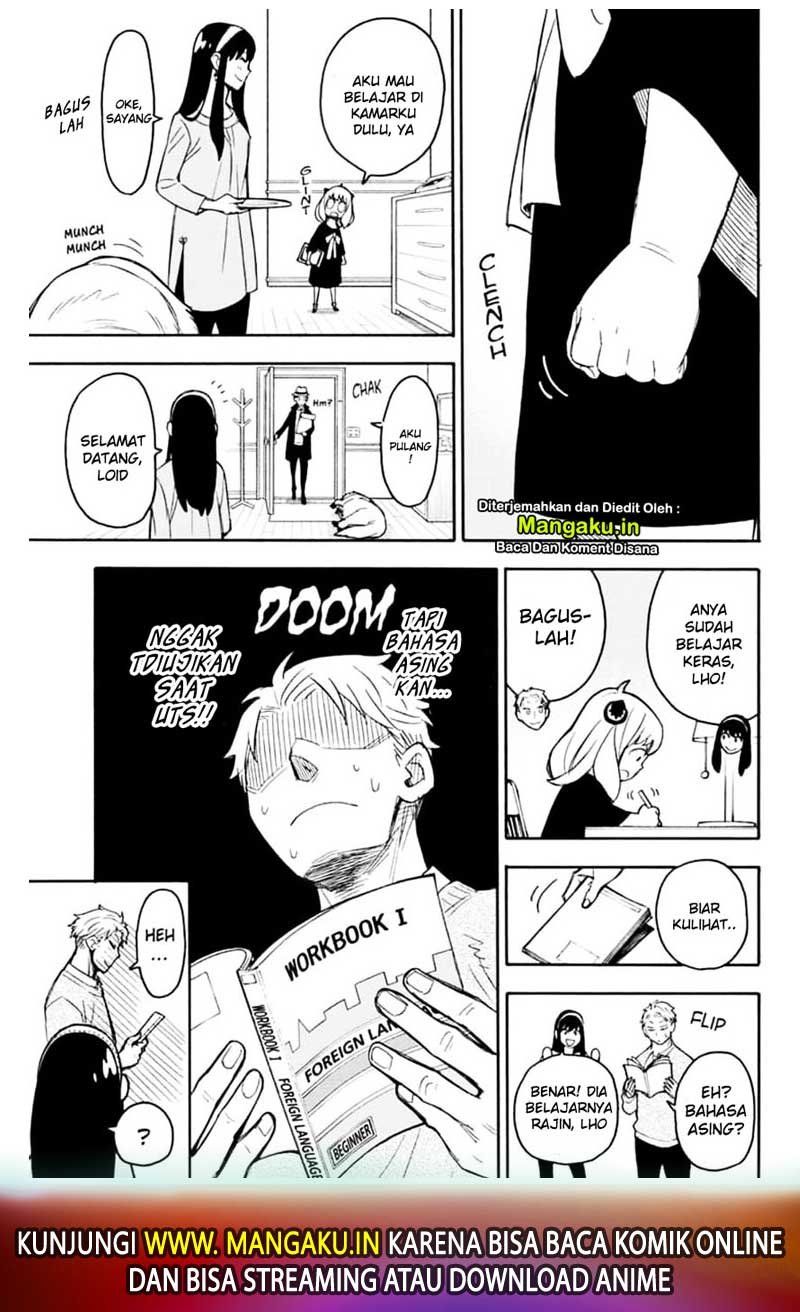 CLENCH
AKU MAU
BELAJAR DI
KAMARKU
DULU, YA
GLINT
OKE,
SAYANG
BAGUS
LAH
MUNCH
MUNCH
AKU
PULANG
!
CHAK
Hm?
SELAMAT
DATANG,
LOID
Diterjemahkan dan Diedit Oleh :
Mangaku.in
Baca Dan Koment Disana
ANYA
SUDAH
BELAJAR
KERAS,
LHO!
BAGUS-
LAH!
BIAR
KULIHAT..
FLIP
EH?
BAHASA
ASING?
BENAR! DIA
BELAJARNYA
RAJIN, LHO
DOOM
TAPI
BAHASA
ASING
KAN...
NGGAK
TDIUJIKAN
SAAT
UTS!!
WORKBOOK I
FOREIGN LANGU
BEGINNER
WORKBOOK I FOREIGN LANGUAGE
HEH
...
?
KUNJUNGI WWW. MANGAKU.IN KARENA BISA BACA KOMIK ONLINE
DAN BISA STREAMING ATAU DOWNLOAD ANIME